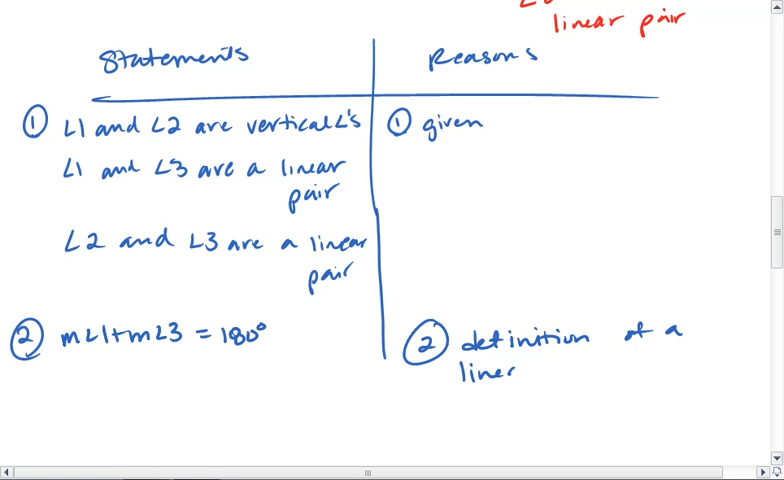 linear pair
Statements
Reasons
① ∠1 and ∠2 are vertical ∠'s
① given
∠1 and ∠3 are a linear
pair
∠2 and ∠3 are a linear
pair
② m∠1+m∠3 = 180°
② definition of a
liner